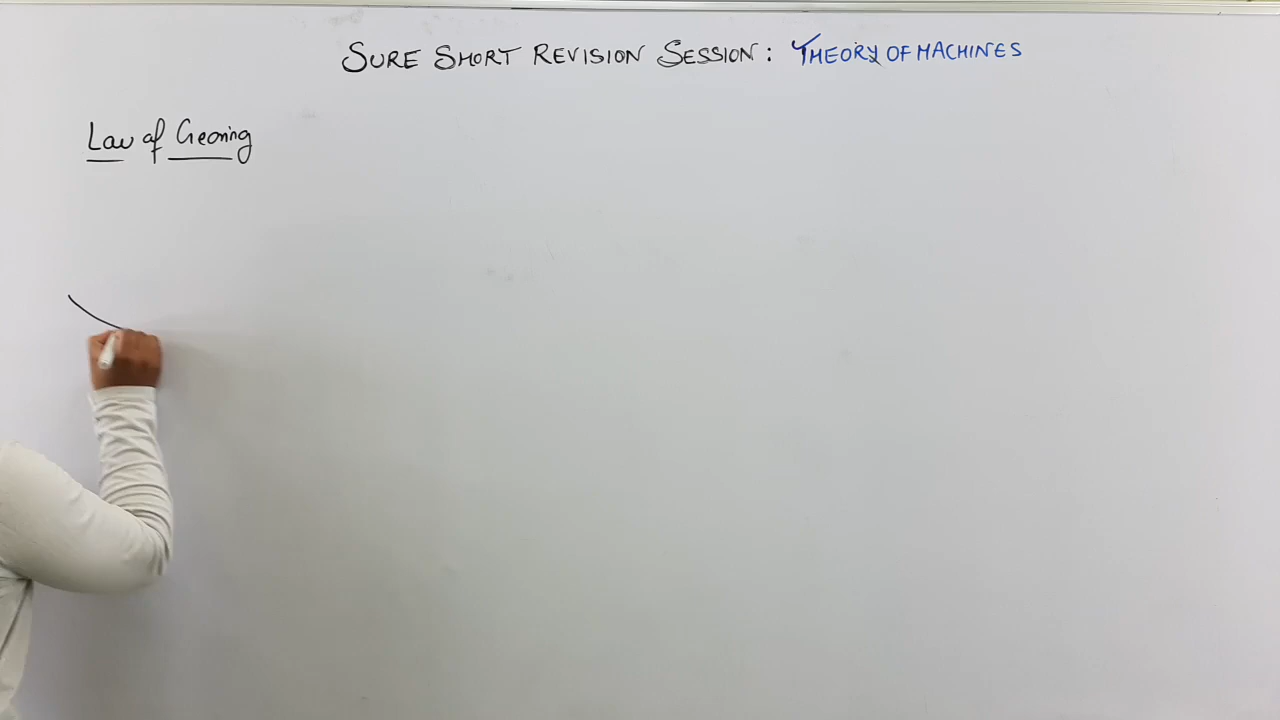 SURE SHORT REVISION SESSION: THEORY OF MACHINES
Law of Gearing